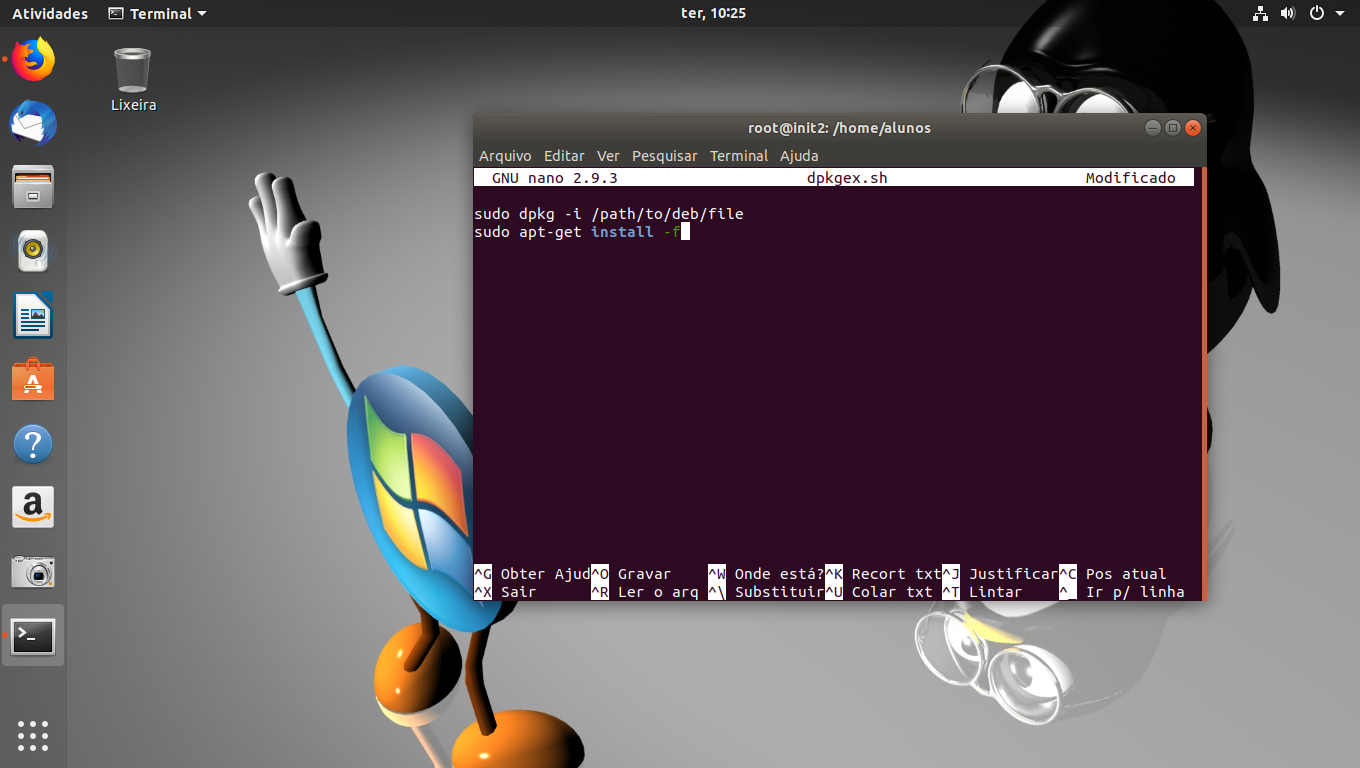 Atividades Terminal ter, 10:25
Lixeira
root@init2: /home/alunos
Arquivo Editar Ver Pesquisar Terminal Ajuda
GNU nano 2.9.3 dpkgex.sh Modificado
sudo dpkg -i /path/to/deb/file
sudo apt-get install -f
^G Obter Ajud^O Gravar ^W Onde está?^K Recort txt^J Justificar^C Pos atual
^X Sair ^R Ler o arq ^\ Substituir^U Colar txt ^T Lintar ^_ Ir p/ linha